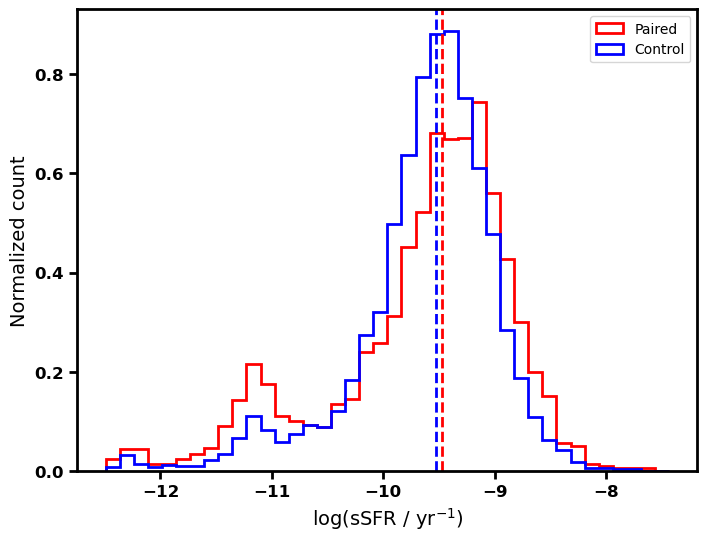 Paired
Control
Normalized count
0.8
0.6
0.4
0.2
0.0
−12
−11
−10
−9
−8
log(sSFR / yr⁻¹)